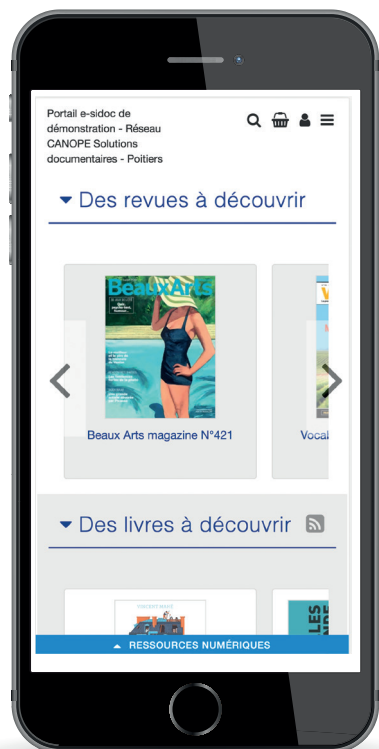 Portail e-sidoc de
démonstration - Réseau
CANOPE Solutions
documentaires - Poitiers
Des revues à découvrir
BeauxArts
Beaux Arts magazine N°421
Vocal
Des livres à découvrir
RESSOURCES NUMÉRIQUES